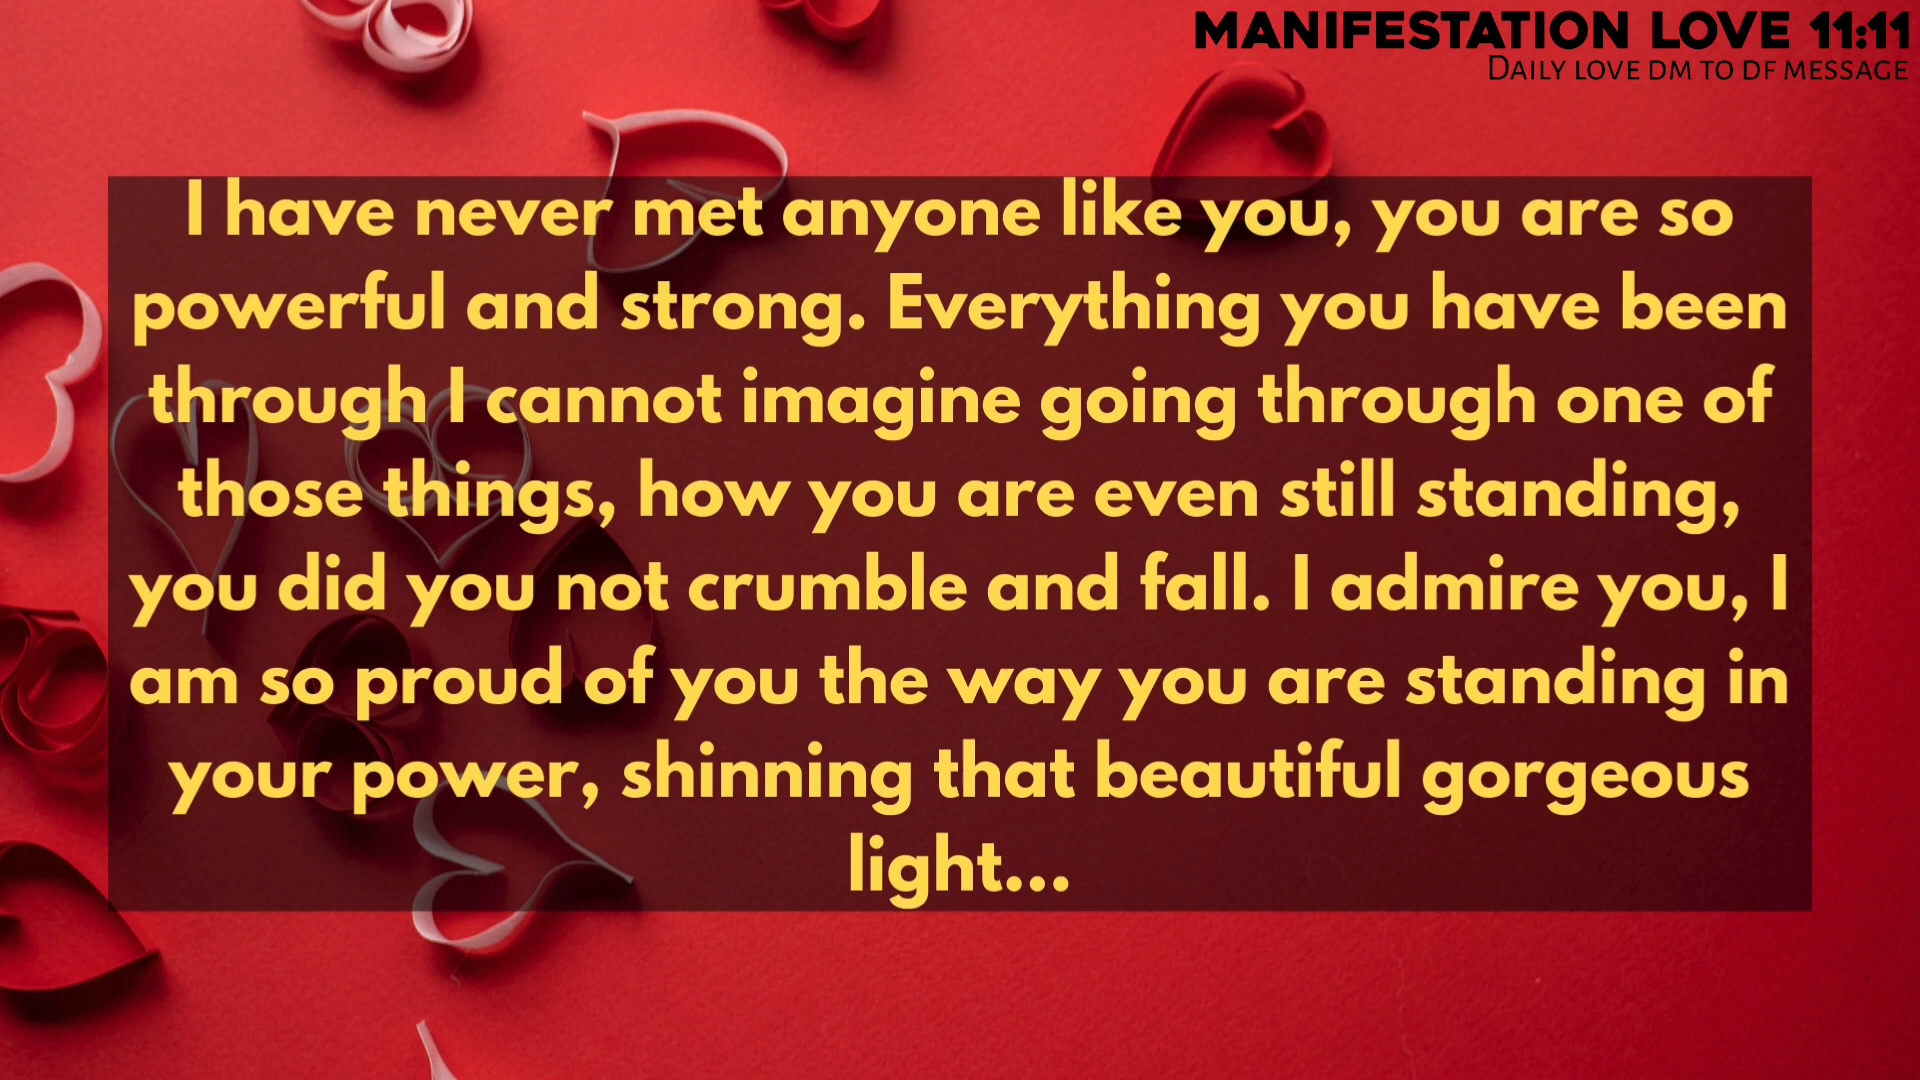 MANIFESTATION LOVE 11:11
DAILY LOVE DM TO DF MESSAGE
I have never met anyone like you, you are so
powerful and strong. Everything you have been
through I cannot imagine going through one of
those things, how you are even still standing,
you did you not crumble and fall. I admire you, I
am so proud of you the way you are standing in
your power, shinning that beautiful gorgeous
light...